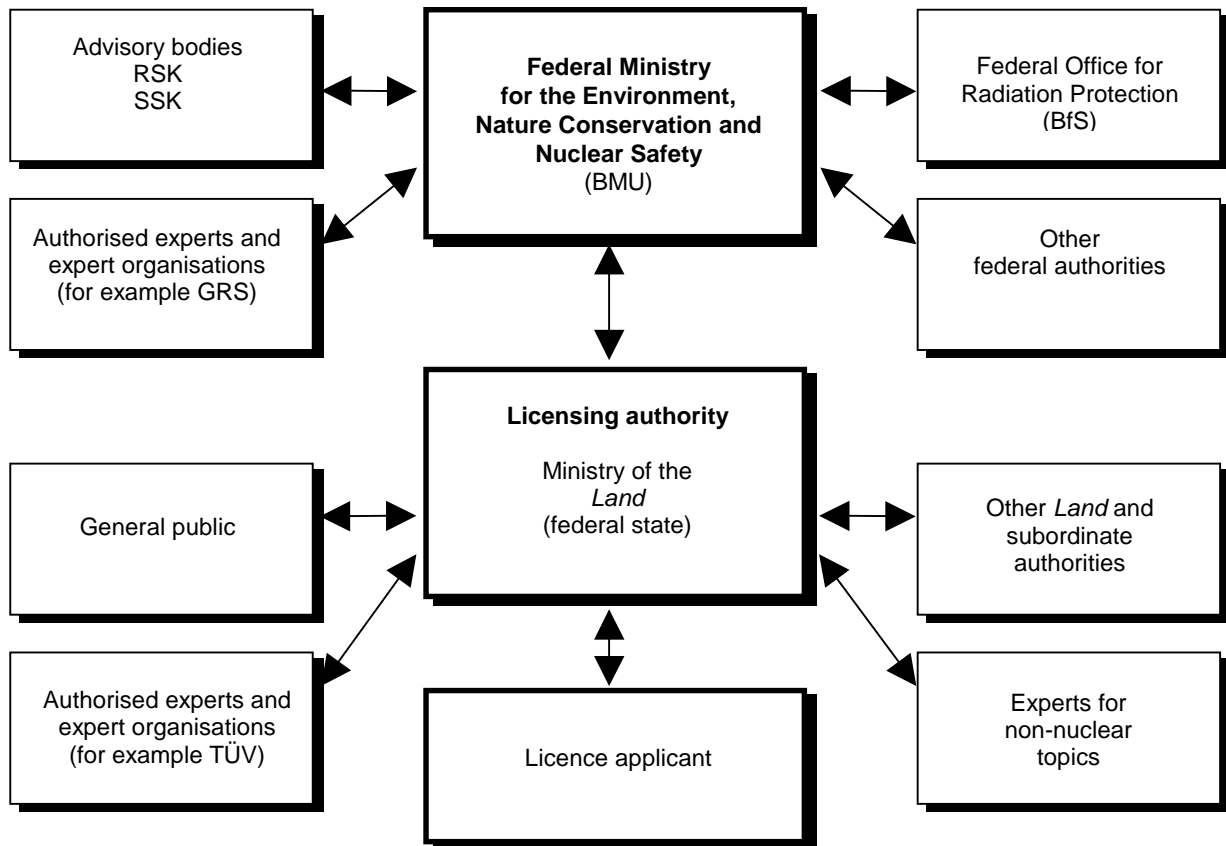 Advisory bodies
RSK
SSK
Federal Ministry
for the Environment,
Nature Conservation and
Nuclear Safety
(BMU)
Federal Office for
Radiation Protection
(BfS)
Authorised experts and
expert organisations
(for example GRS)
Other
federal authorities
Licensing authority
Ministry of the
Land
(federal state)
General public
Other Land and
subordinate
authorities
Authorised experts and
expert organisations
(for example TÜV)
Licence applicant
Experts for
non-nuclear
topics